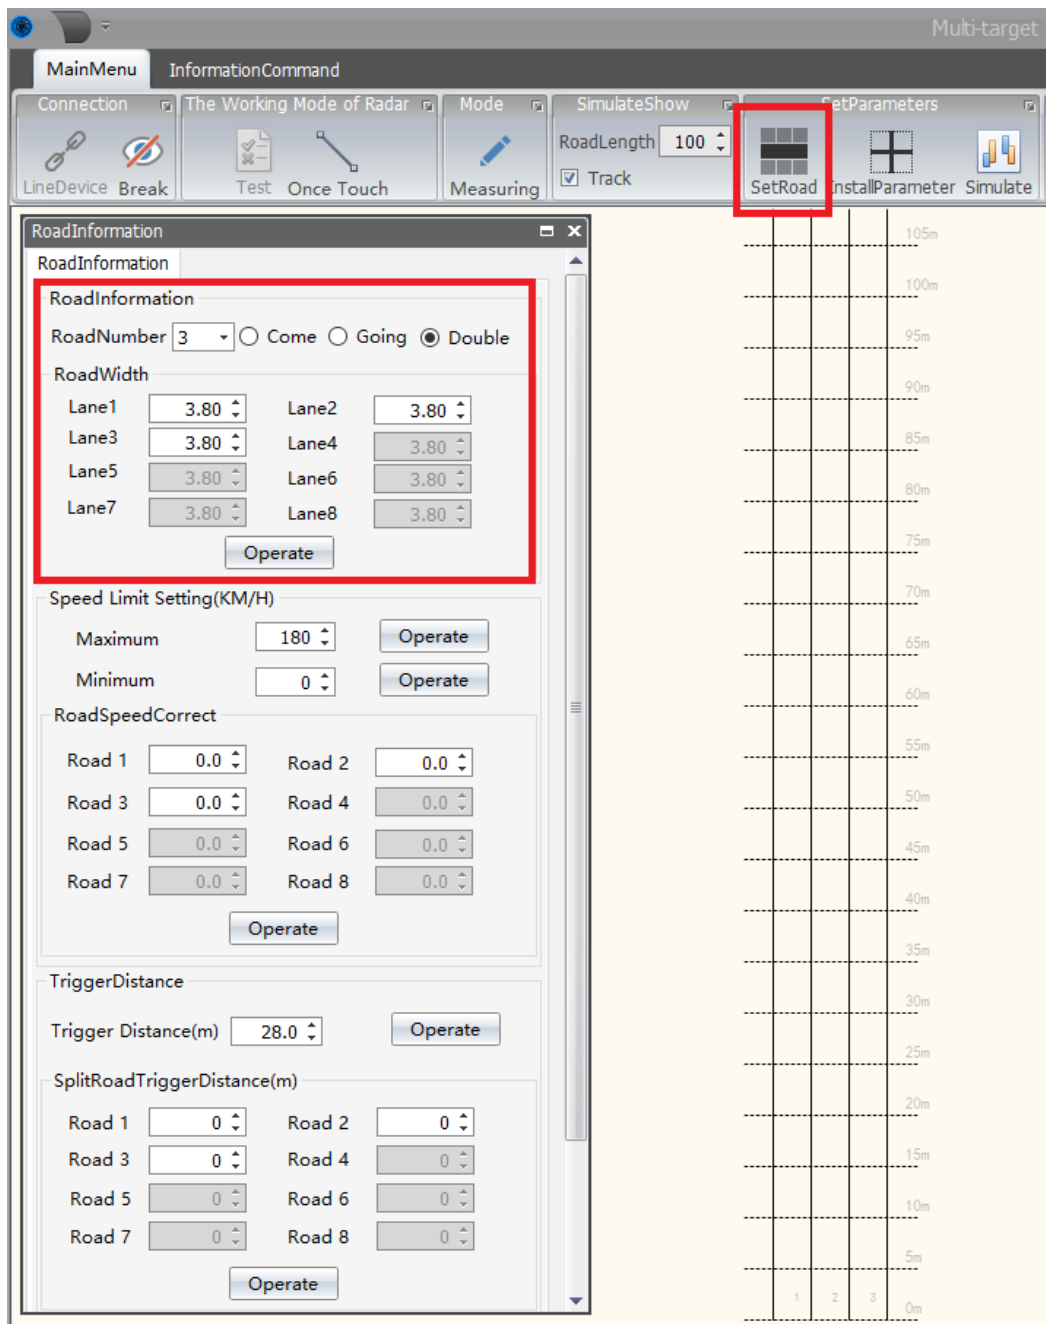 Multi-target
MainMenu InformationCommand
Connection The Working Mode of Radar Mode SimulateShow SetParameters
RoadLength 100
Track
LineDevice Break Test Once Touch Measuring SetRoad InstallParameter Simulate
RoadInformation
RoadInformation
RoadInformation
RoadNumber 3 Come Going Double
RoadWidth
Lane1 3.80 Lane2 3.80
Lane3 3.80 Lane4 3.80
Lane5 3.80 Lane6 3.80
Lane7 3.80 Lane8 3.80
Operate
Speed Limit Setting(KM/H)
Maximum 180 Operate
Minimum 0 Operate
RoadSpeedCorrect
Road 1 0.0 Road 2 0.0
Road 3 0.0 Road 4 0.0
Road 5 0.0 Road 6 0.0
Road 7 0.0 Road 8 0.0
Operate
TriggerDistance
Trigger Distance(m) 28.0 Operate
SplitRoadTriggerDistance(m)
Road 1 0 Road 2 0
Road 3 0 Road 4 0
Road 5 0 Road 6 0
Road 7 0 Road 8 0
Operate
105m
100m
95m
90m
85m
80m
75m
70m
65m
60m
55m
50m
45m
40m
35m
30m
25m
20m
15m
10m
5m
1 2 3
0m